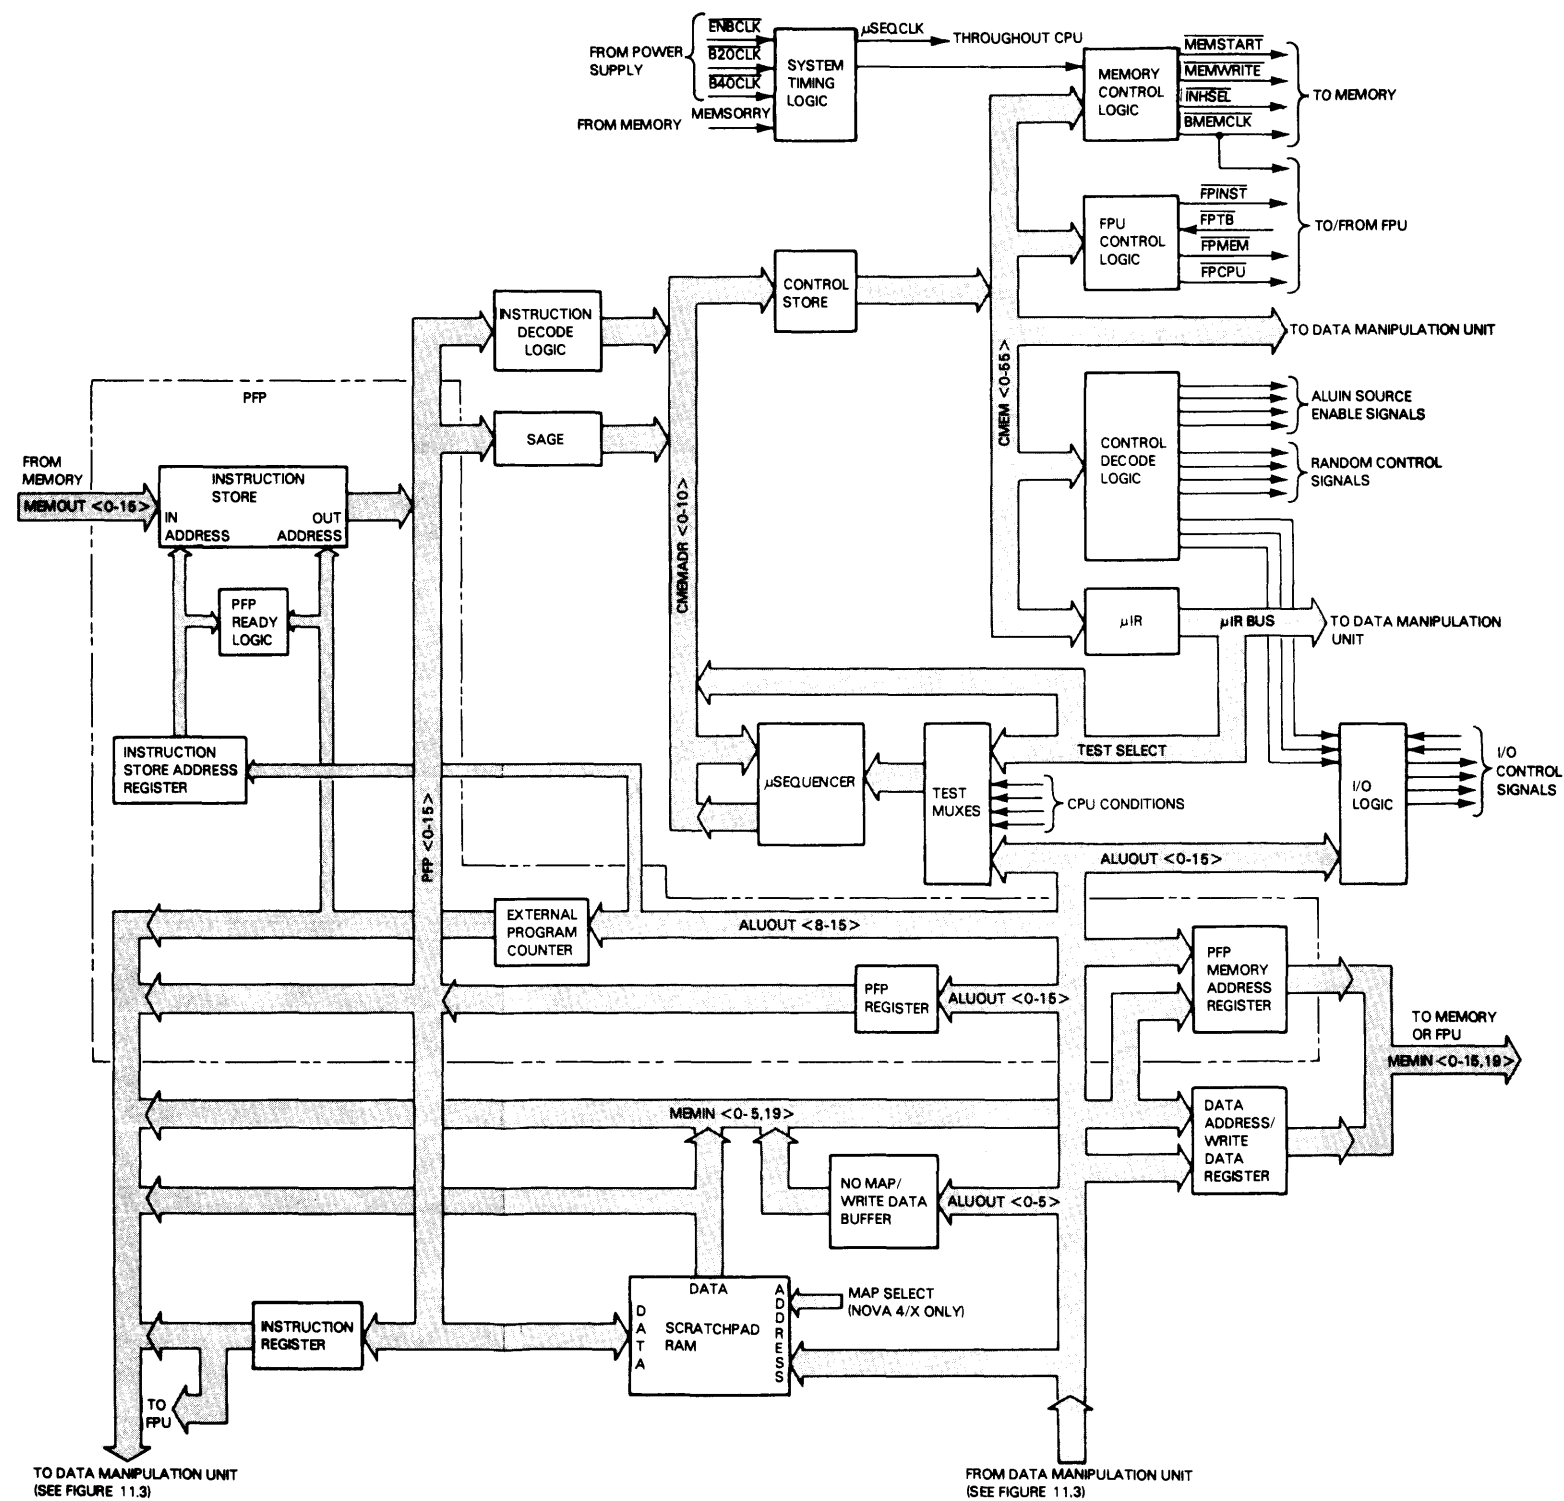 ENBCLK
B20CLK
B40CLK
FROM POWER
SUPPLY
MEMSORRY
FROM MEMORY
SYSTEM
TIMING
LOGIC
μSEQCLK
THROUGHOUT CPU
MEMORY
CONTROL
LOGIC
MEMSTART
MEMWRITE
INHSEL
BMEMCLK
TO MEMORY
FPU
CONTROL
LOGIC
FPINST
FPTB
FPMEM
FPCPU
TO/FROM FPU
CONTROL
STORE
INSTRUCTION
DECODE
LOGIC
TO DATA MANIPULATION UNIT
CMEM <0-55>
PFP
SAGE
CONTROL
DECODE
LOGIC
ALUIN SOURCE
ENABLE SIGNALS
RANDOM CONTROL
SIGNALS
FROM
MEMORY
MEMOUT <0-15>
INSTRUCTION
STORE
IN
ADDRESS
OUT
ADDRESS
CMEMADR <0-10>
PFP
READY
LOGIC
μIR
μIR BUS
TO DATA MANIPULATION
UNIT
INSTRUCTION
STORE ADDRESS
REGISTER
μSEQUENCER
TEST
MUXES
TEST SELECT
CPU CONDITIONS
I/O
LOGIC
I/O
CONTROL
SIGNALS
PFP <0-15>
ALUOUT <0-15>
EXTERNAL
PROGRAM
COUNTER
ALUOUT <8-15>
PFP
REGISTER
ALUOUT <0-15>
PFP
MEMORY
ADDRESS
REGISTER
TO MEMORY
OR FPU
MEMIN <0-15,19>
MEMIN <0-5,19>
DATA
ADDRESS/
WRITE
DATA
REGISTER
NO MAP/
WRITE DATA
BUFFER
ALUOUT <0-5>
DATA
DATA
SCRATCHPAD
RAM
ADDRESS
MAP SELECT
(NOVA 4/X ONLY)
INSTRUCTION
REGISTER
TO
FPU
TO DATA MANIPULATION UNIT
(SEE FIGURE 11.3)
FROM DATA MANIPULATION UNIT
(SEE FIGURE 11.3)